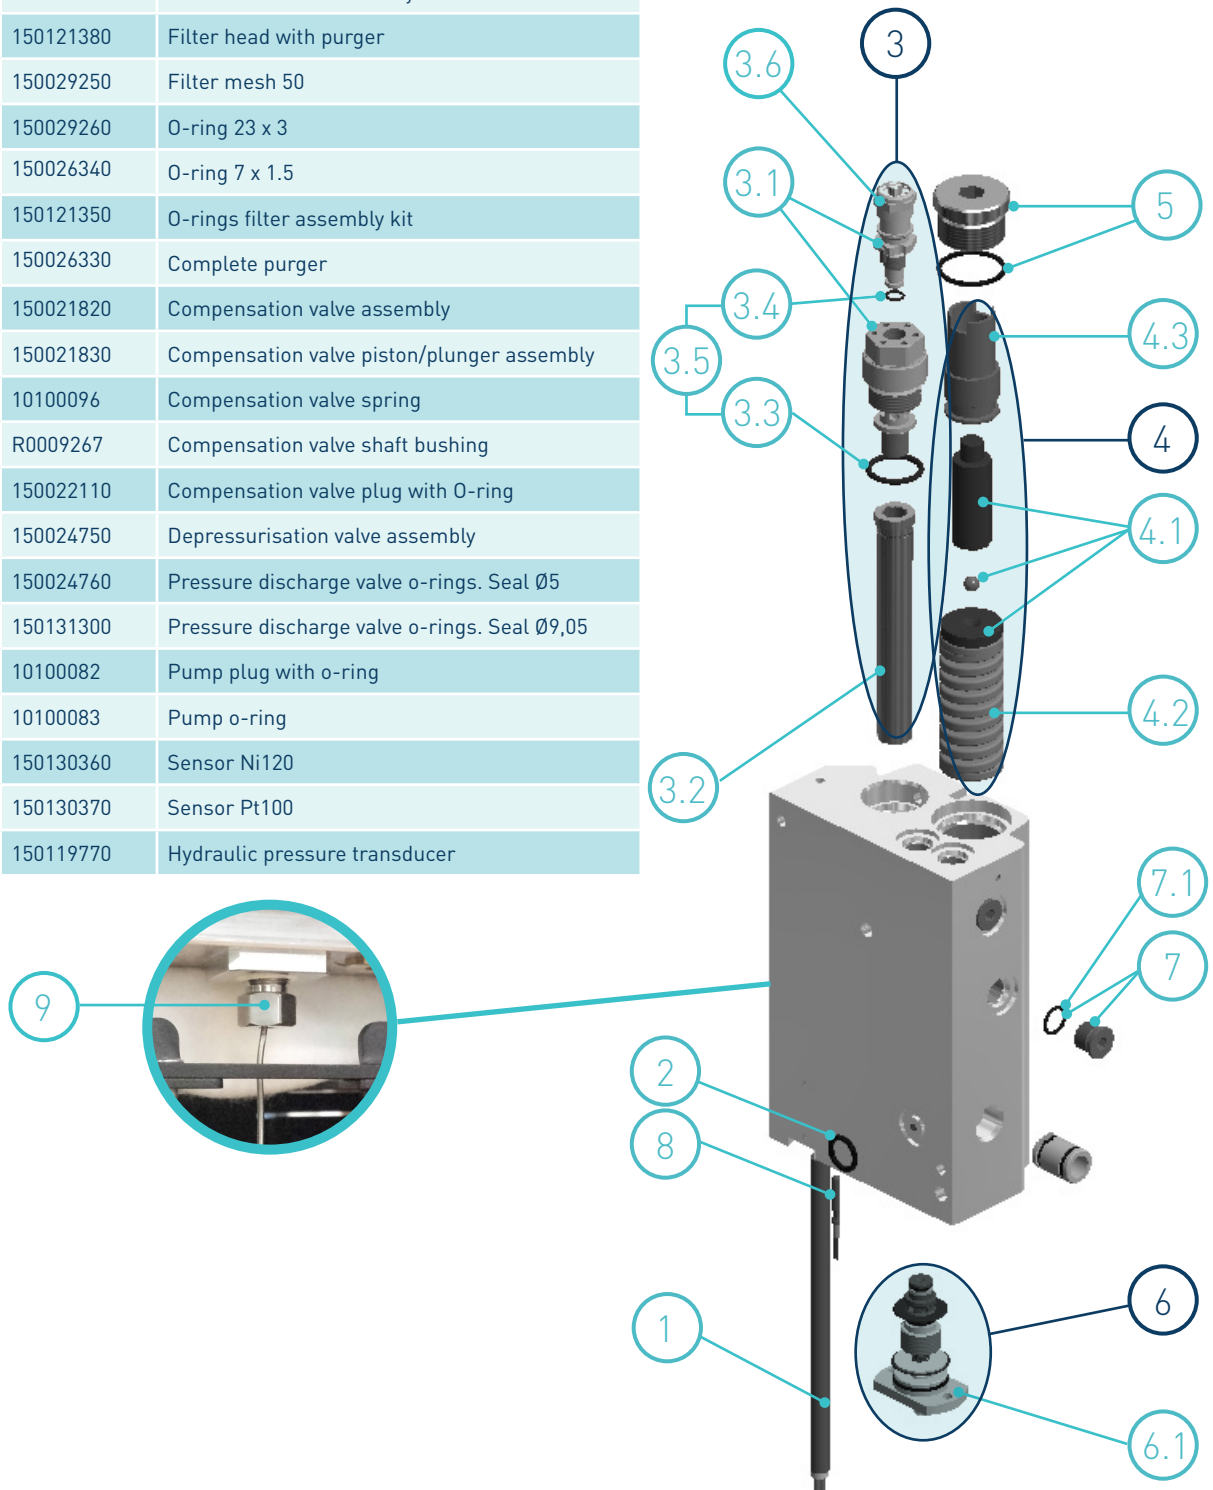 150121380 Filter head with purger
150029250 Filter mesh 50
150029260 O-ring 23 x 3
150026340 O-ring 7 x 1.5
150121350 O-rings filter assembly kit
150026330 Complete purger
150021820 Compensation valve assembly
150021830 Compensation valve piston/plunger assembly
10100096 Compensation valve spring
R0009267 Compensation valve shaft bushing
150022110 Compensation valve plug with O-ring
150024750 Depressurisation valve assembly
150024760 Pressure discharge valve o-rings. Seal Ø5
150131300 Pressure discharge valve o-rings. Seal Ø9,05
10100082 Pump plug with o-ring
10100083 Pump o-ring
150130360 Sensor Ni120
150130370 Sensor Pt100
150119770 Hydraulic pressure transducer
3
3.6
3.1
5
3.4
4.3
3.5
3.3
4
4.1
4.2
3.2
7.1
7
9
2
8
6
1
6.1